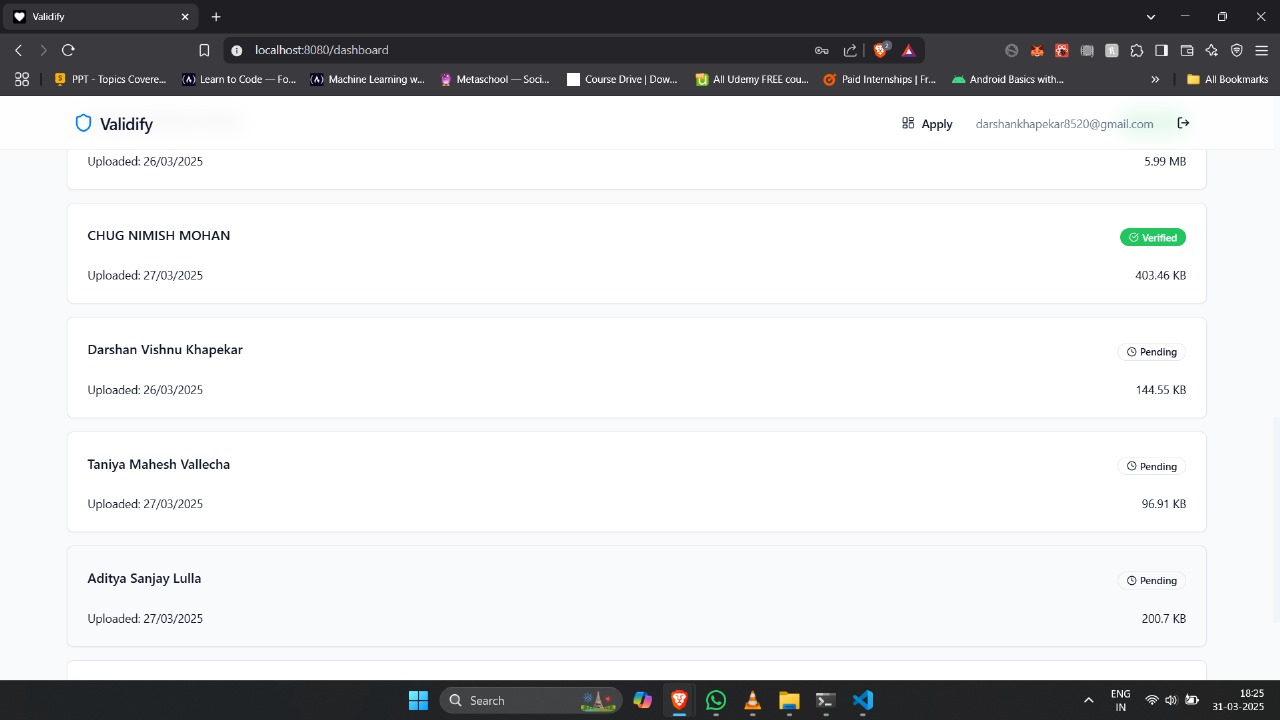 Validify
localhost:8080/dashboard
2
PPT - Topics Covere...
Learn to Code — Fo...
Machine Learning w...
Metaschool — Soci...
Course Drive | Dow...
All Udemy FREE cou...
Paid Internships | Fr...
Android Basics with...
All Bookmarks
Validify
Apply
darshankhapekar8520@gmail.com
Uploaded: 26/03/2025
5.99 MB
CHUG NIMISH MOHAN
Verified
Uploaded: 27/03/2025
403.46 KB
Darshan Vishnu Khapekar
Pending
Uploaded: 26/03/2025
144.55 KB
Taniya Mahesh Vallecha
Pending
Uploaded: 27/03/2025
96.91 KB
Aditya Sanjay Lulla
Pending
Uploaded: 27/03/2025
200.7 KB
Search
ENG
IN
18:25
31-03-2025